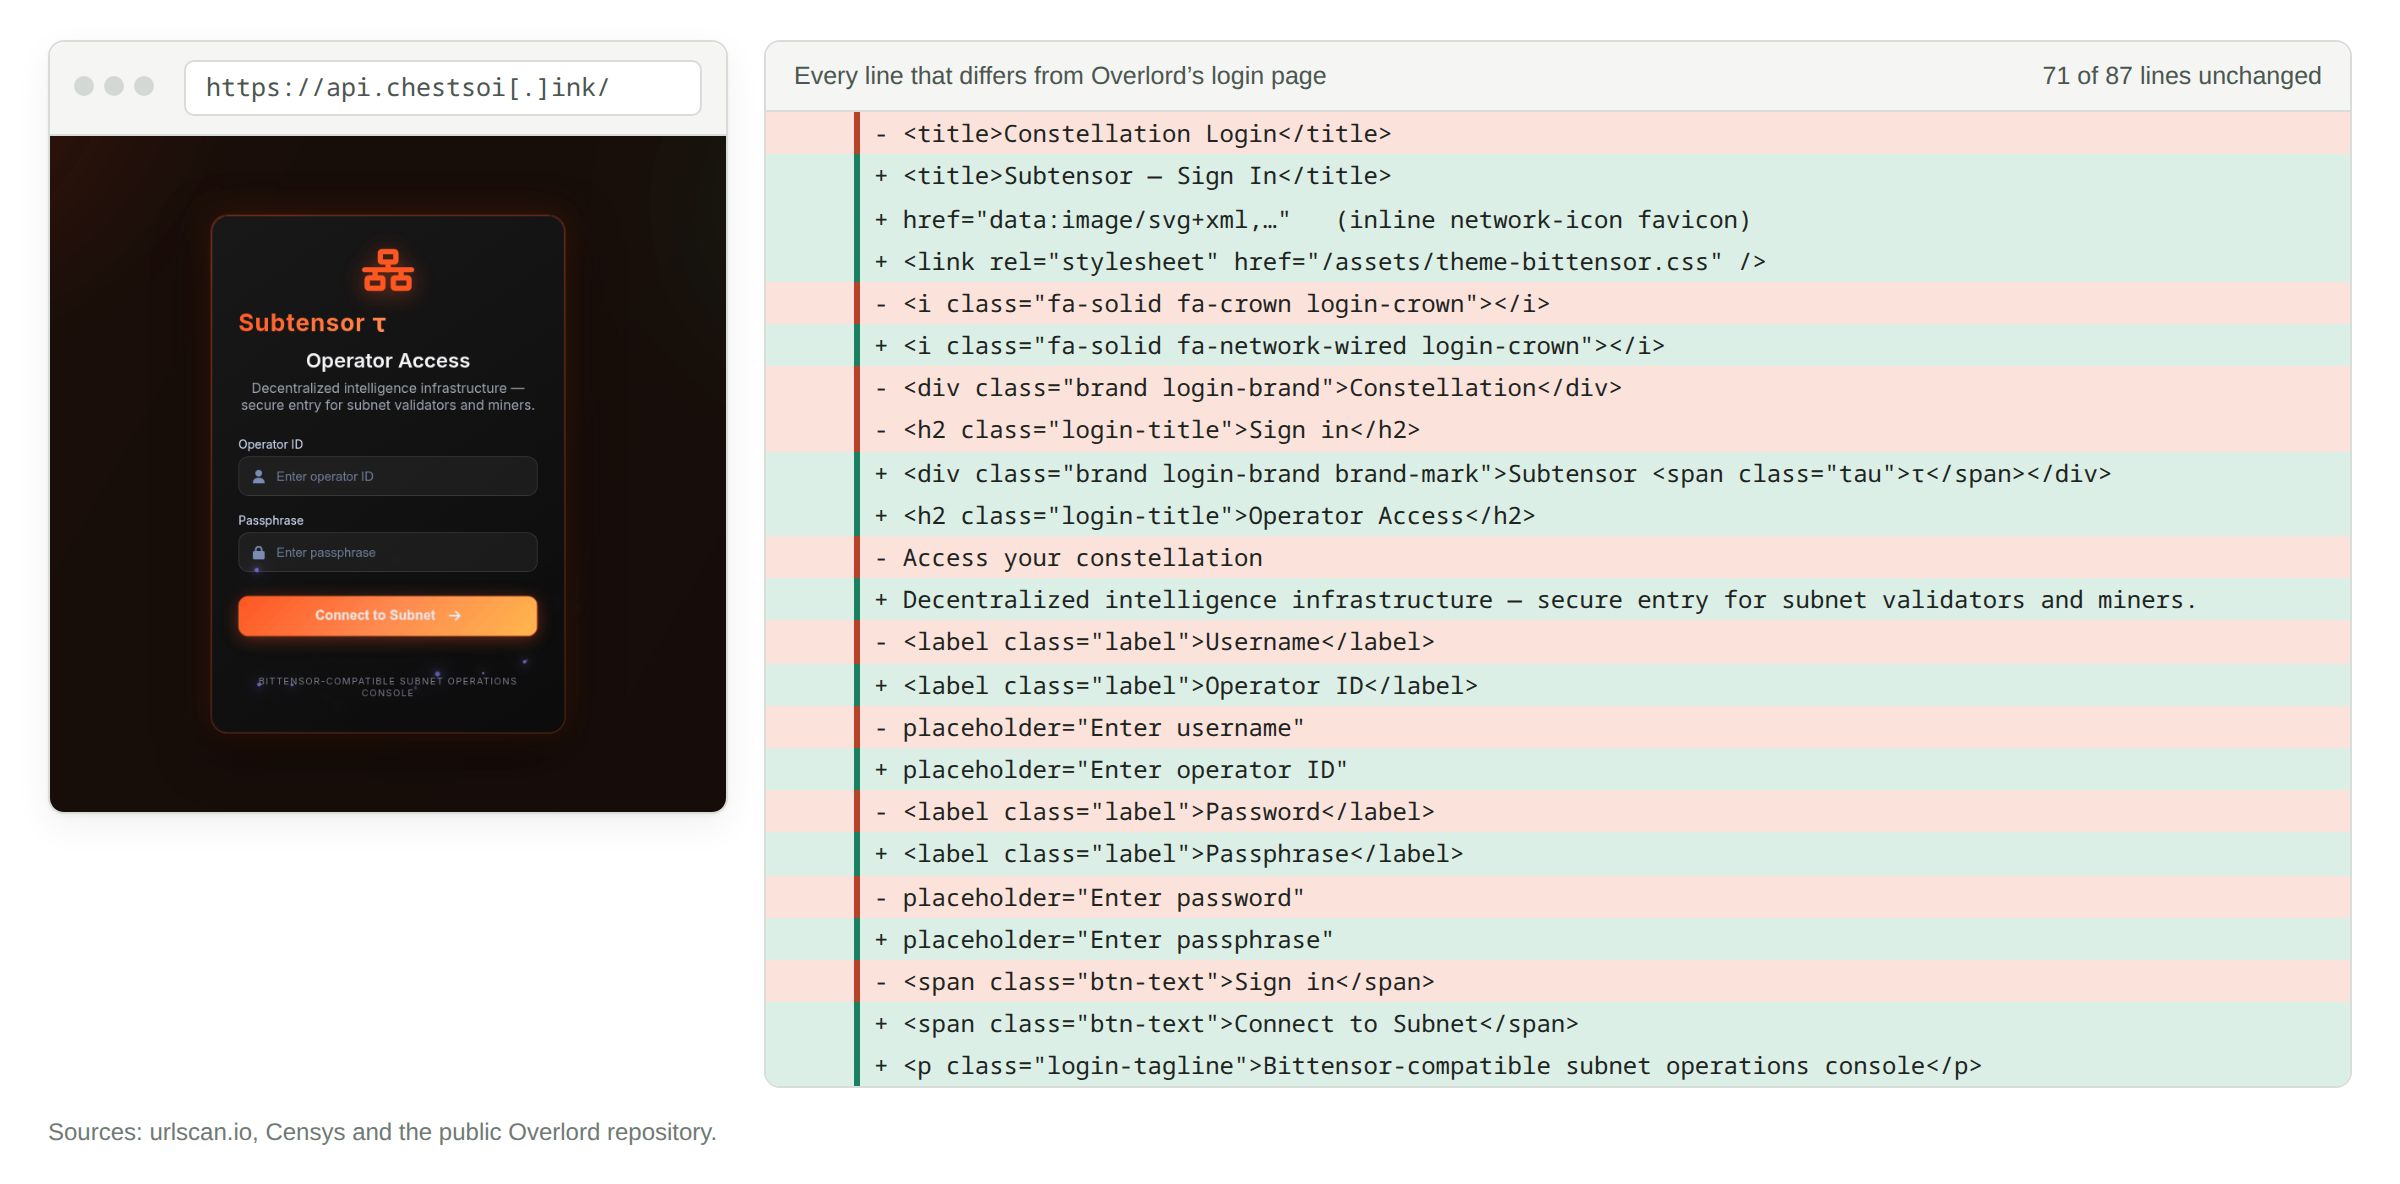 https://api.chestsoi[.]ink/
Subtensor τ
Operator Access
Decentralized intelligence infrastructure —
secure entry for subnet validators and miners.
Operator ID
Enter operator ID
Passphrase
Enter passphrase
Connect to Subnet →
BITTENSOR-COMPATIBLE SUBNET OPERATIONS
CONSOLE
Every line that differs from Overlord’s login page
71 of 87 lines unchanged
- <title>Constellation Login</title>
+ <title>Subtensor — Sign In</title>
+ href="data:image/svg+xml,…"   (inline network-icon favicon)
+ <link rel="stylesheet" href="/assets/theme-bittensor.css" />
- <i class="fa-solid fa-crown login-crown"></i>
+ <i class="fa-solid fa-network-wired login-crown"></i>
- <div class="brand login-brand">Constellation</div>
- <h2 class="login-title">Sign in</h2>
+ <div class="brand login-brand brand-mark">Subtensor <span class="tau">τ</span></div>
+ <h2 class="login-title">Operator Access</h2>
- Access your constellation
+ Decentralized intelligence infrastructure — secure entry for subnet validators and miners.
- <label class="label">Username</label>
+ <label class="label">Operator ID</label>
- placeholder="Enter username"
+ placeholder="Enter operator ID"
- <label class="label">Password</label>
+ <label class="label">Passphrase</label>
- placeholder="Enter password"
+ placeholder="Enter passphrase"
- <span class="btn-text">Sign in</span>
+ <span class="btn-text">Connect to Subnet</span>
+ <p class="login-tagline">Bittensor-compatible subnet operations console</p>
Sources: urlscan.io, Censys and the public Overlord repository.